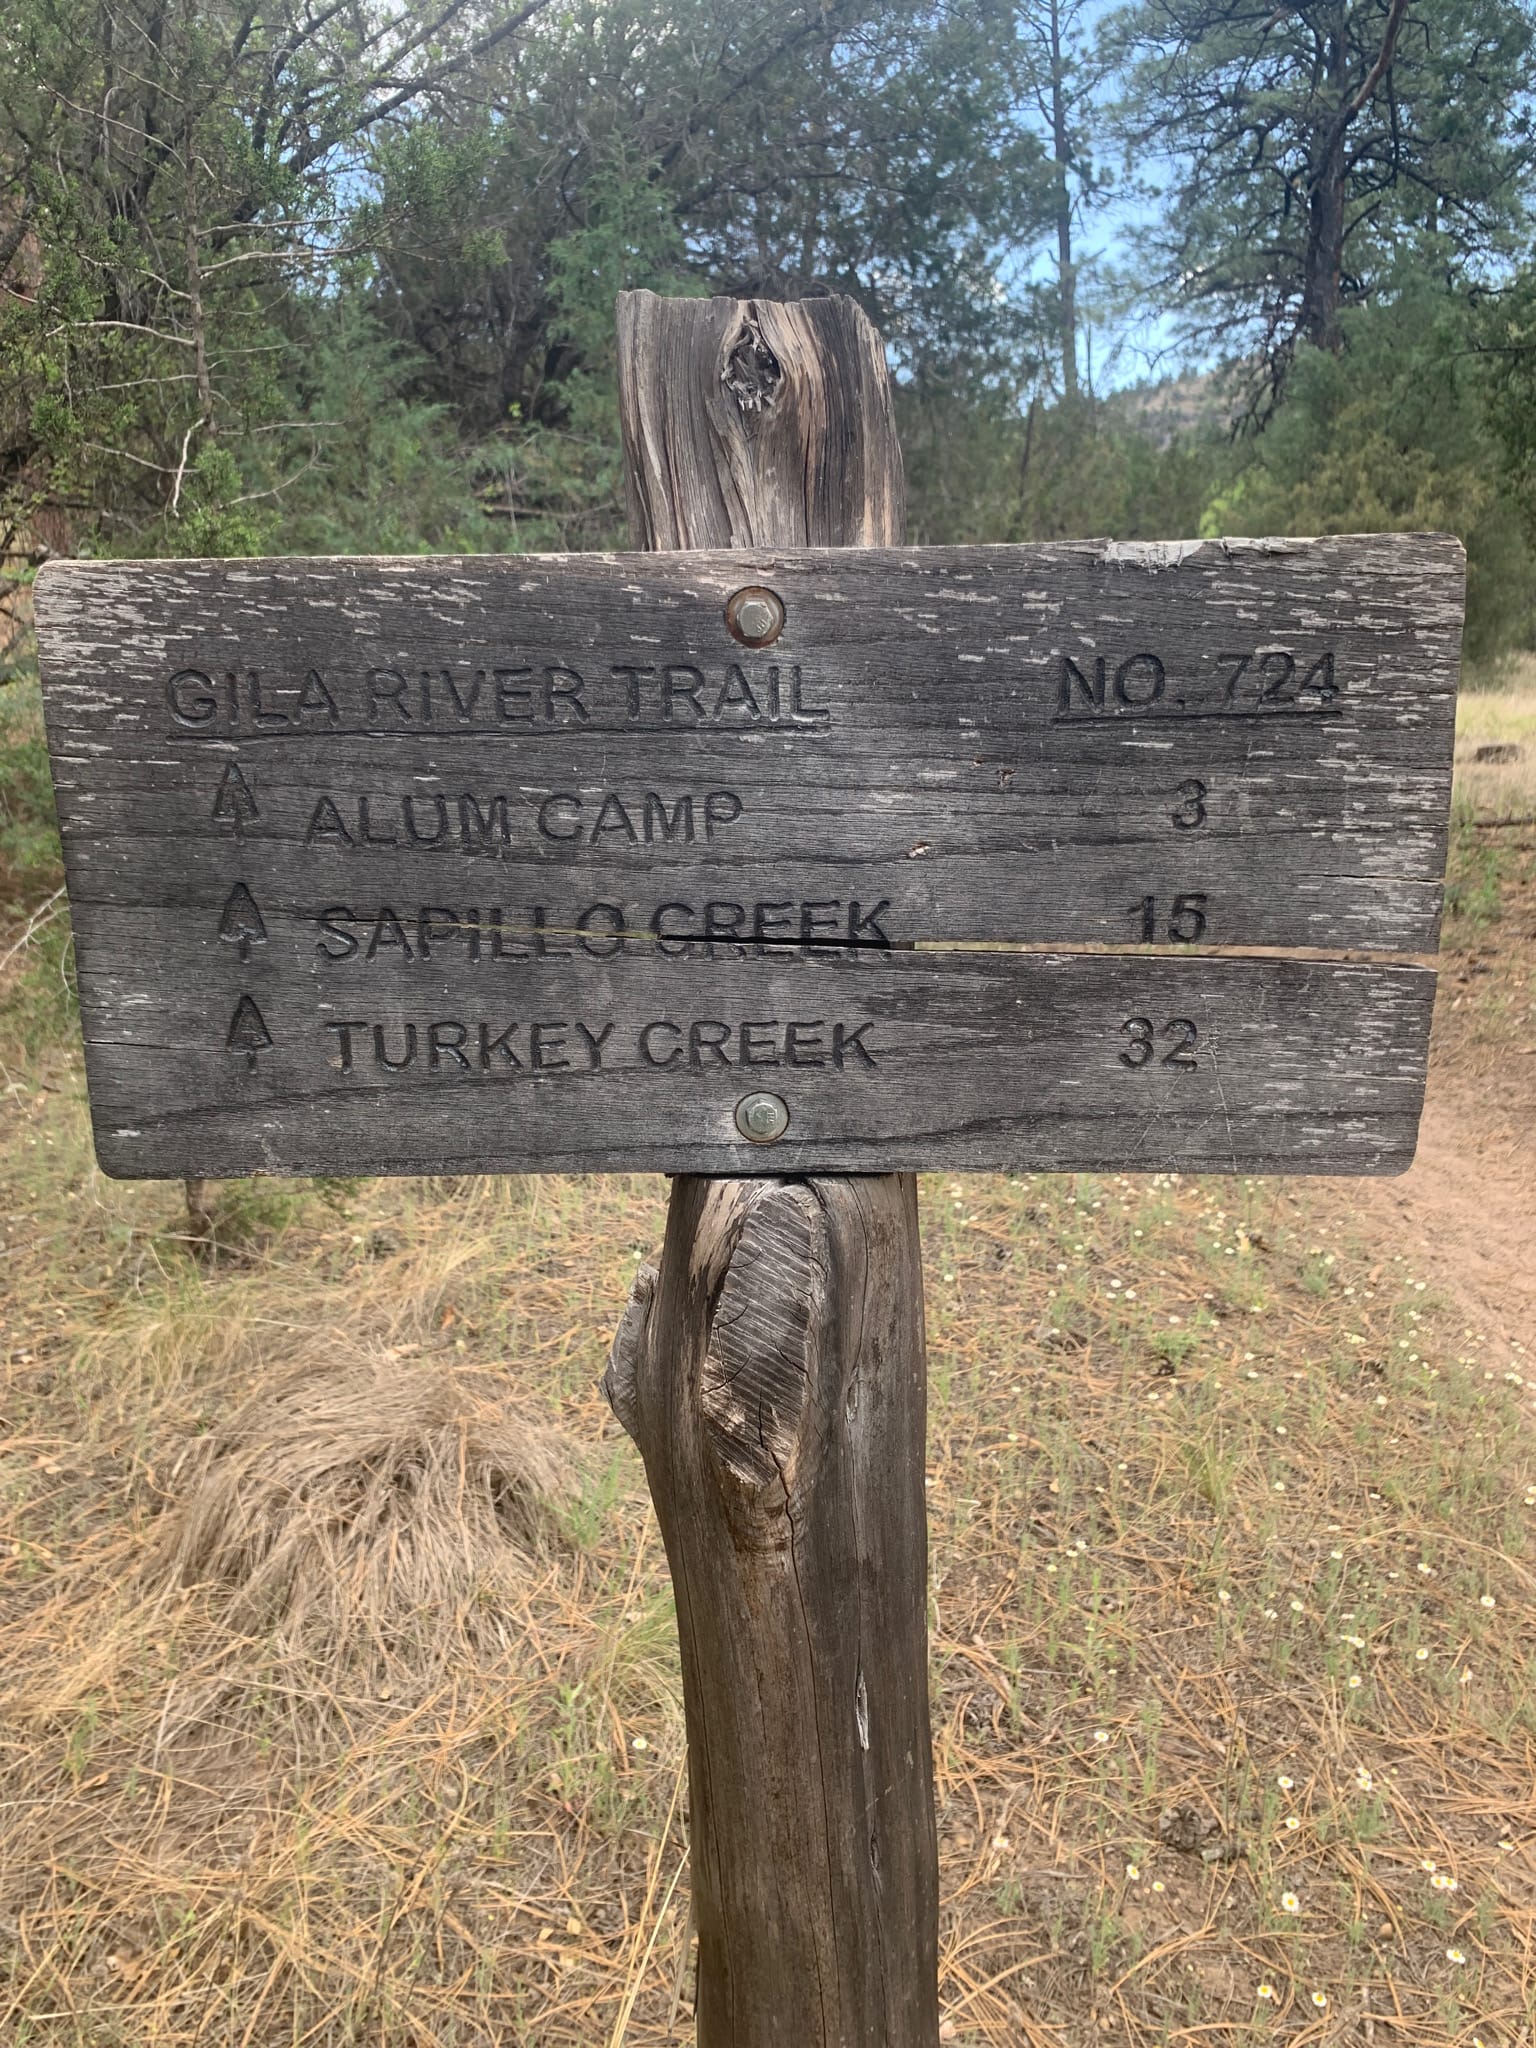 GILA RIVER TRAIL NO. 724
ALUM CAMP 3
SAPILLO CREEK 15
TURKEY CREEK 32